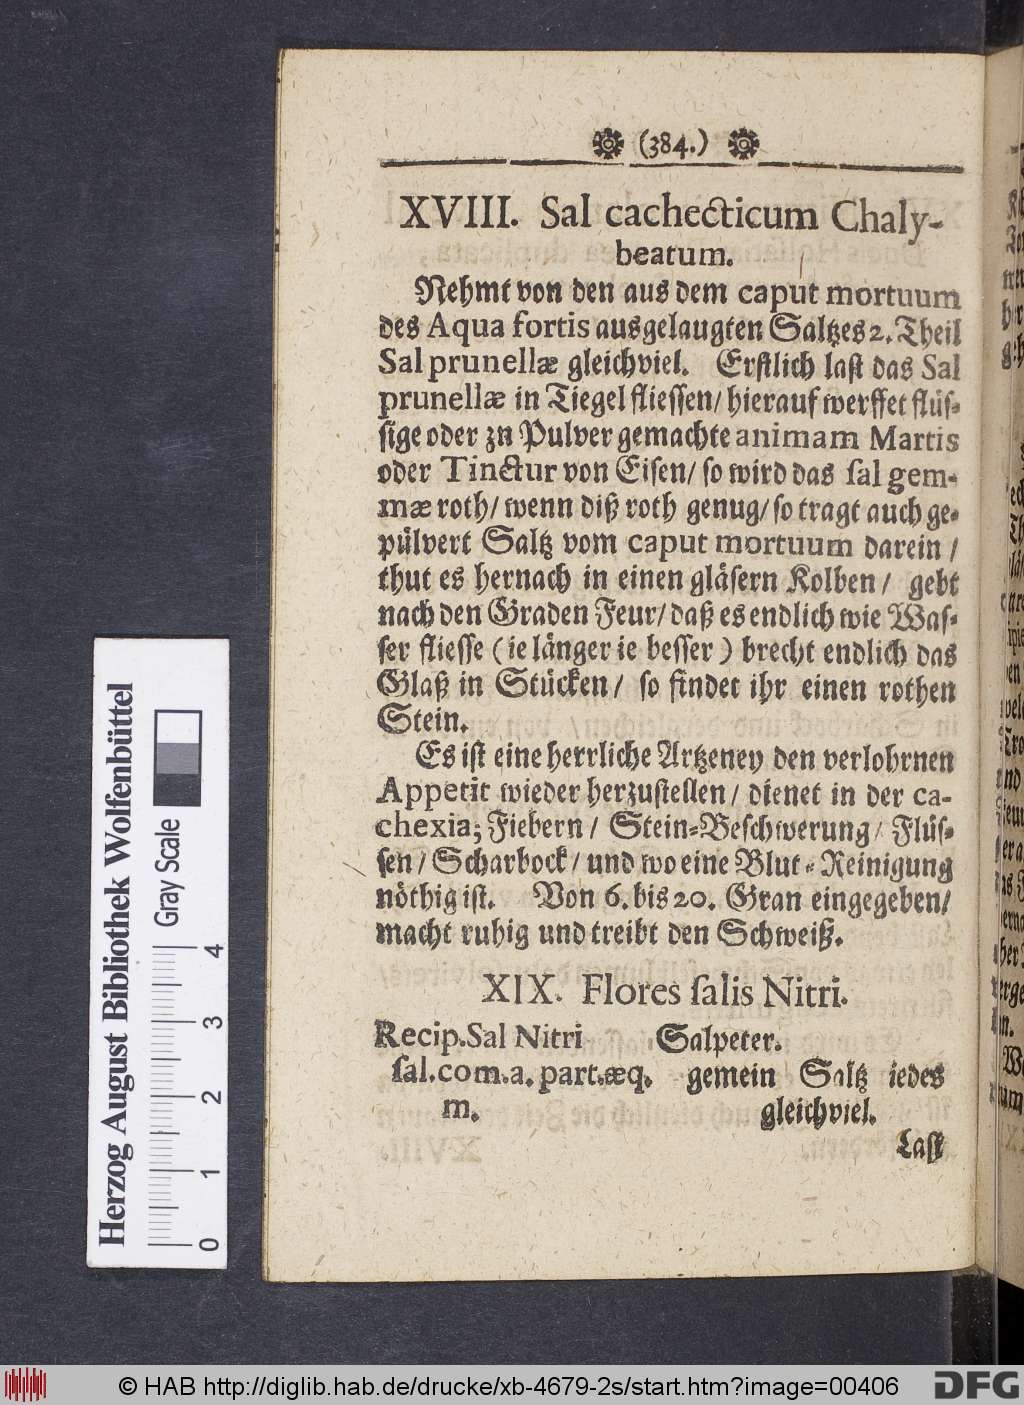 (384.)
XVIII. Sal cachecticum Chaly-
beatum.
Nehmt von den aus dem caput mortuum
des Aqua fortis ausgelaugten Saltzes 2. Theil
Sal prunellæ gleichviel. Erstlich last das Sal
prunellæ in Tiegel fliessen/ hierauf werffet flüs-
sige oder zn Pulver gemachte animam Martis
oder Tinctur von Eisen/ so wird das ſal gem-
mæ roth/ wenn diß roth genug/ so tragt auch ge-
pülvert Saltz vom caput mortuum darein /
thut es hernach in einen gläsern Kolben / gebt
nach den Graden Feur/ daß es endlich wie Was-
ser fliesse ( ie länger ie besser ) brecht endlich das
Glaß in Stücken / so findet ihr einen rothen
Stein.
Es ist eine herrliche Artzeney den verlohrnen
Appetit wieder herzustellen / dienet in der ca-
chexia; Fiebern / Stein-Beschwerung / Flüs-
sen / Scharbock / und wo eine Blut-Reinigung
nöthig ist. Von 6. bis 20. Gran eingegeben/
macht ruhig und treibt den Schweiß.
XIX. Flores ſalis Nitri.
Recip. Sal Nitri Salpeter.
ſal. com. a. part. æq. gemein Saltz iedes
m. gleichviel.
Last
Herzog August Bibliothek Wolfenbüttel
Gray Scale
0 1 2 3 4
© HAB http://diglib.hab.de/drucke/xb-4679-2s/start.htm?image=00406
DFG